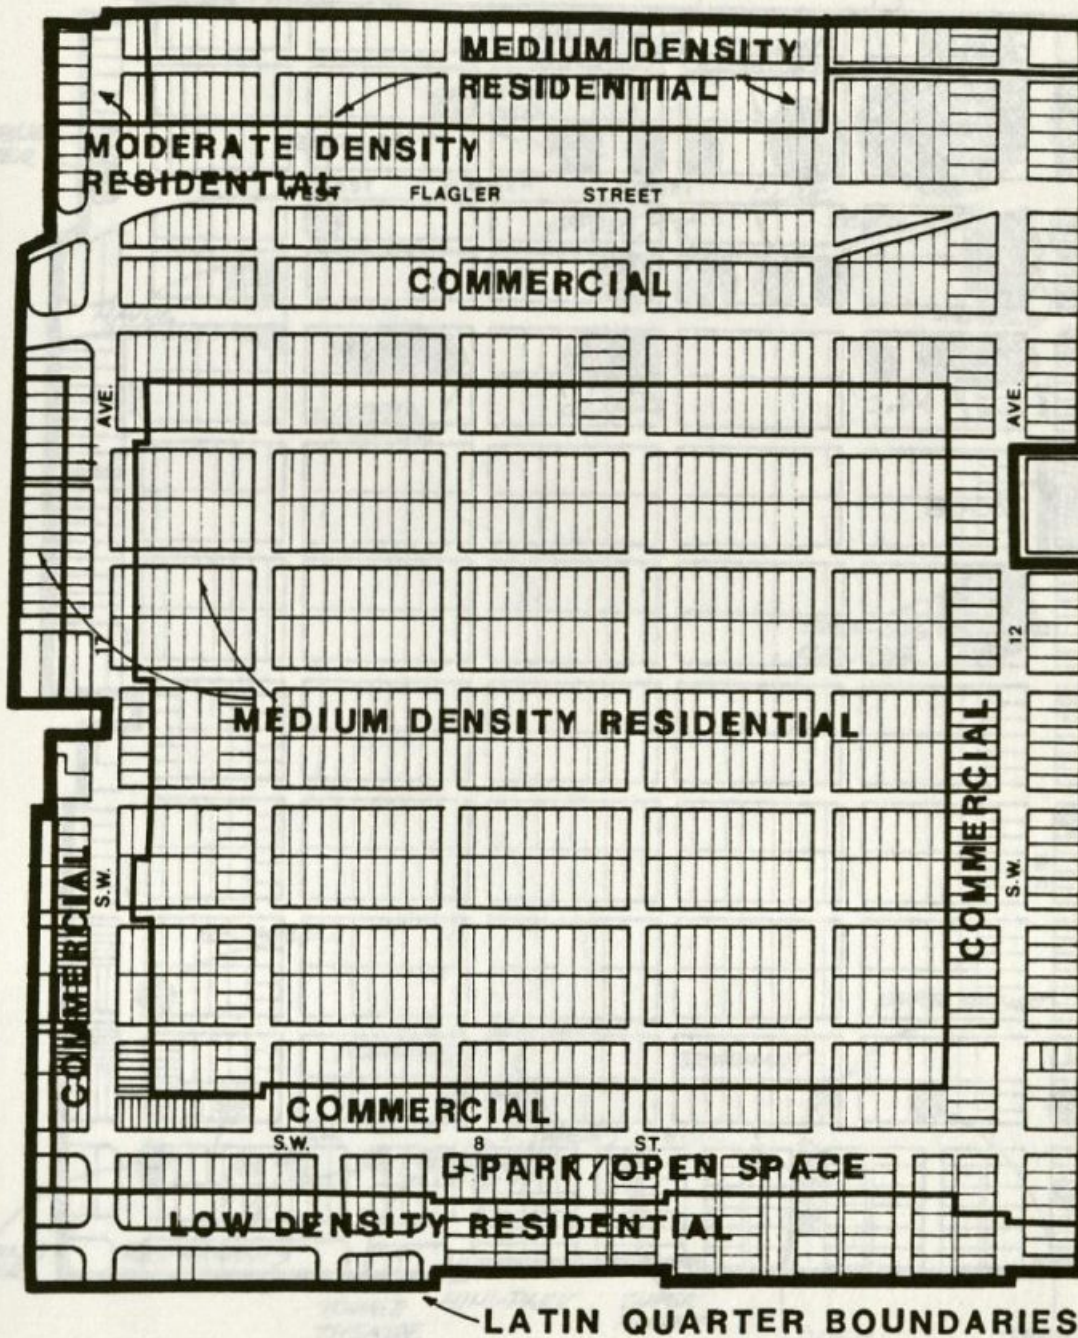 MEDIUM DENSITY
RESIDENTIAL
MODERATE DENSITY
RESIDENTIAL
WEST FLAGLER STREET
COMMERCIAL
AVE.
AVE.
17
12
MEDIUM DENSITY RESIDENTIAL
COMMERCIAL
COMMERCIAL
S.W.
S.W.
COMMERCIAL
S.W. 8 ST.
PARK/OPEN SPACE
LOW DENSITY RESIDENTIAL
LATIN QUARTER BOUNDARIES